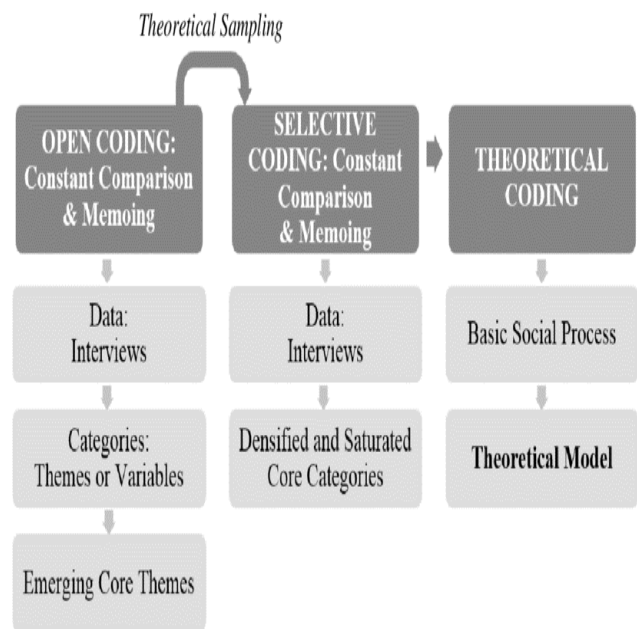 Theoretical Sampling
OPEN CODING:
Constant Comparison
& Memoing
SELECTIVE
CODING: Constant
Comparison
& Memoing
THEORETICAL
CODING
Data:
Interviews
Data:
Interviews
Basic Social Process
Categories:
Themes or Variables
Densified and Saturated
Core Categories
Theoretical Model
Emerging Core Themes